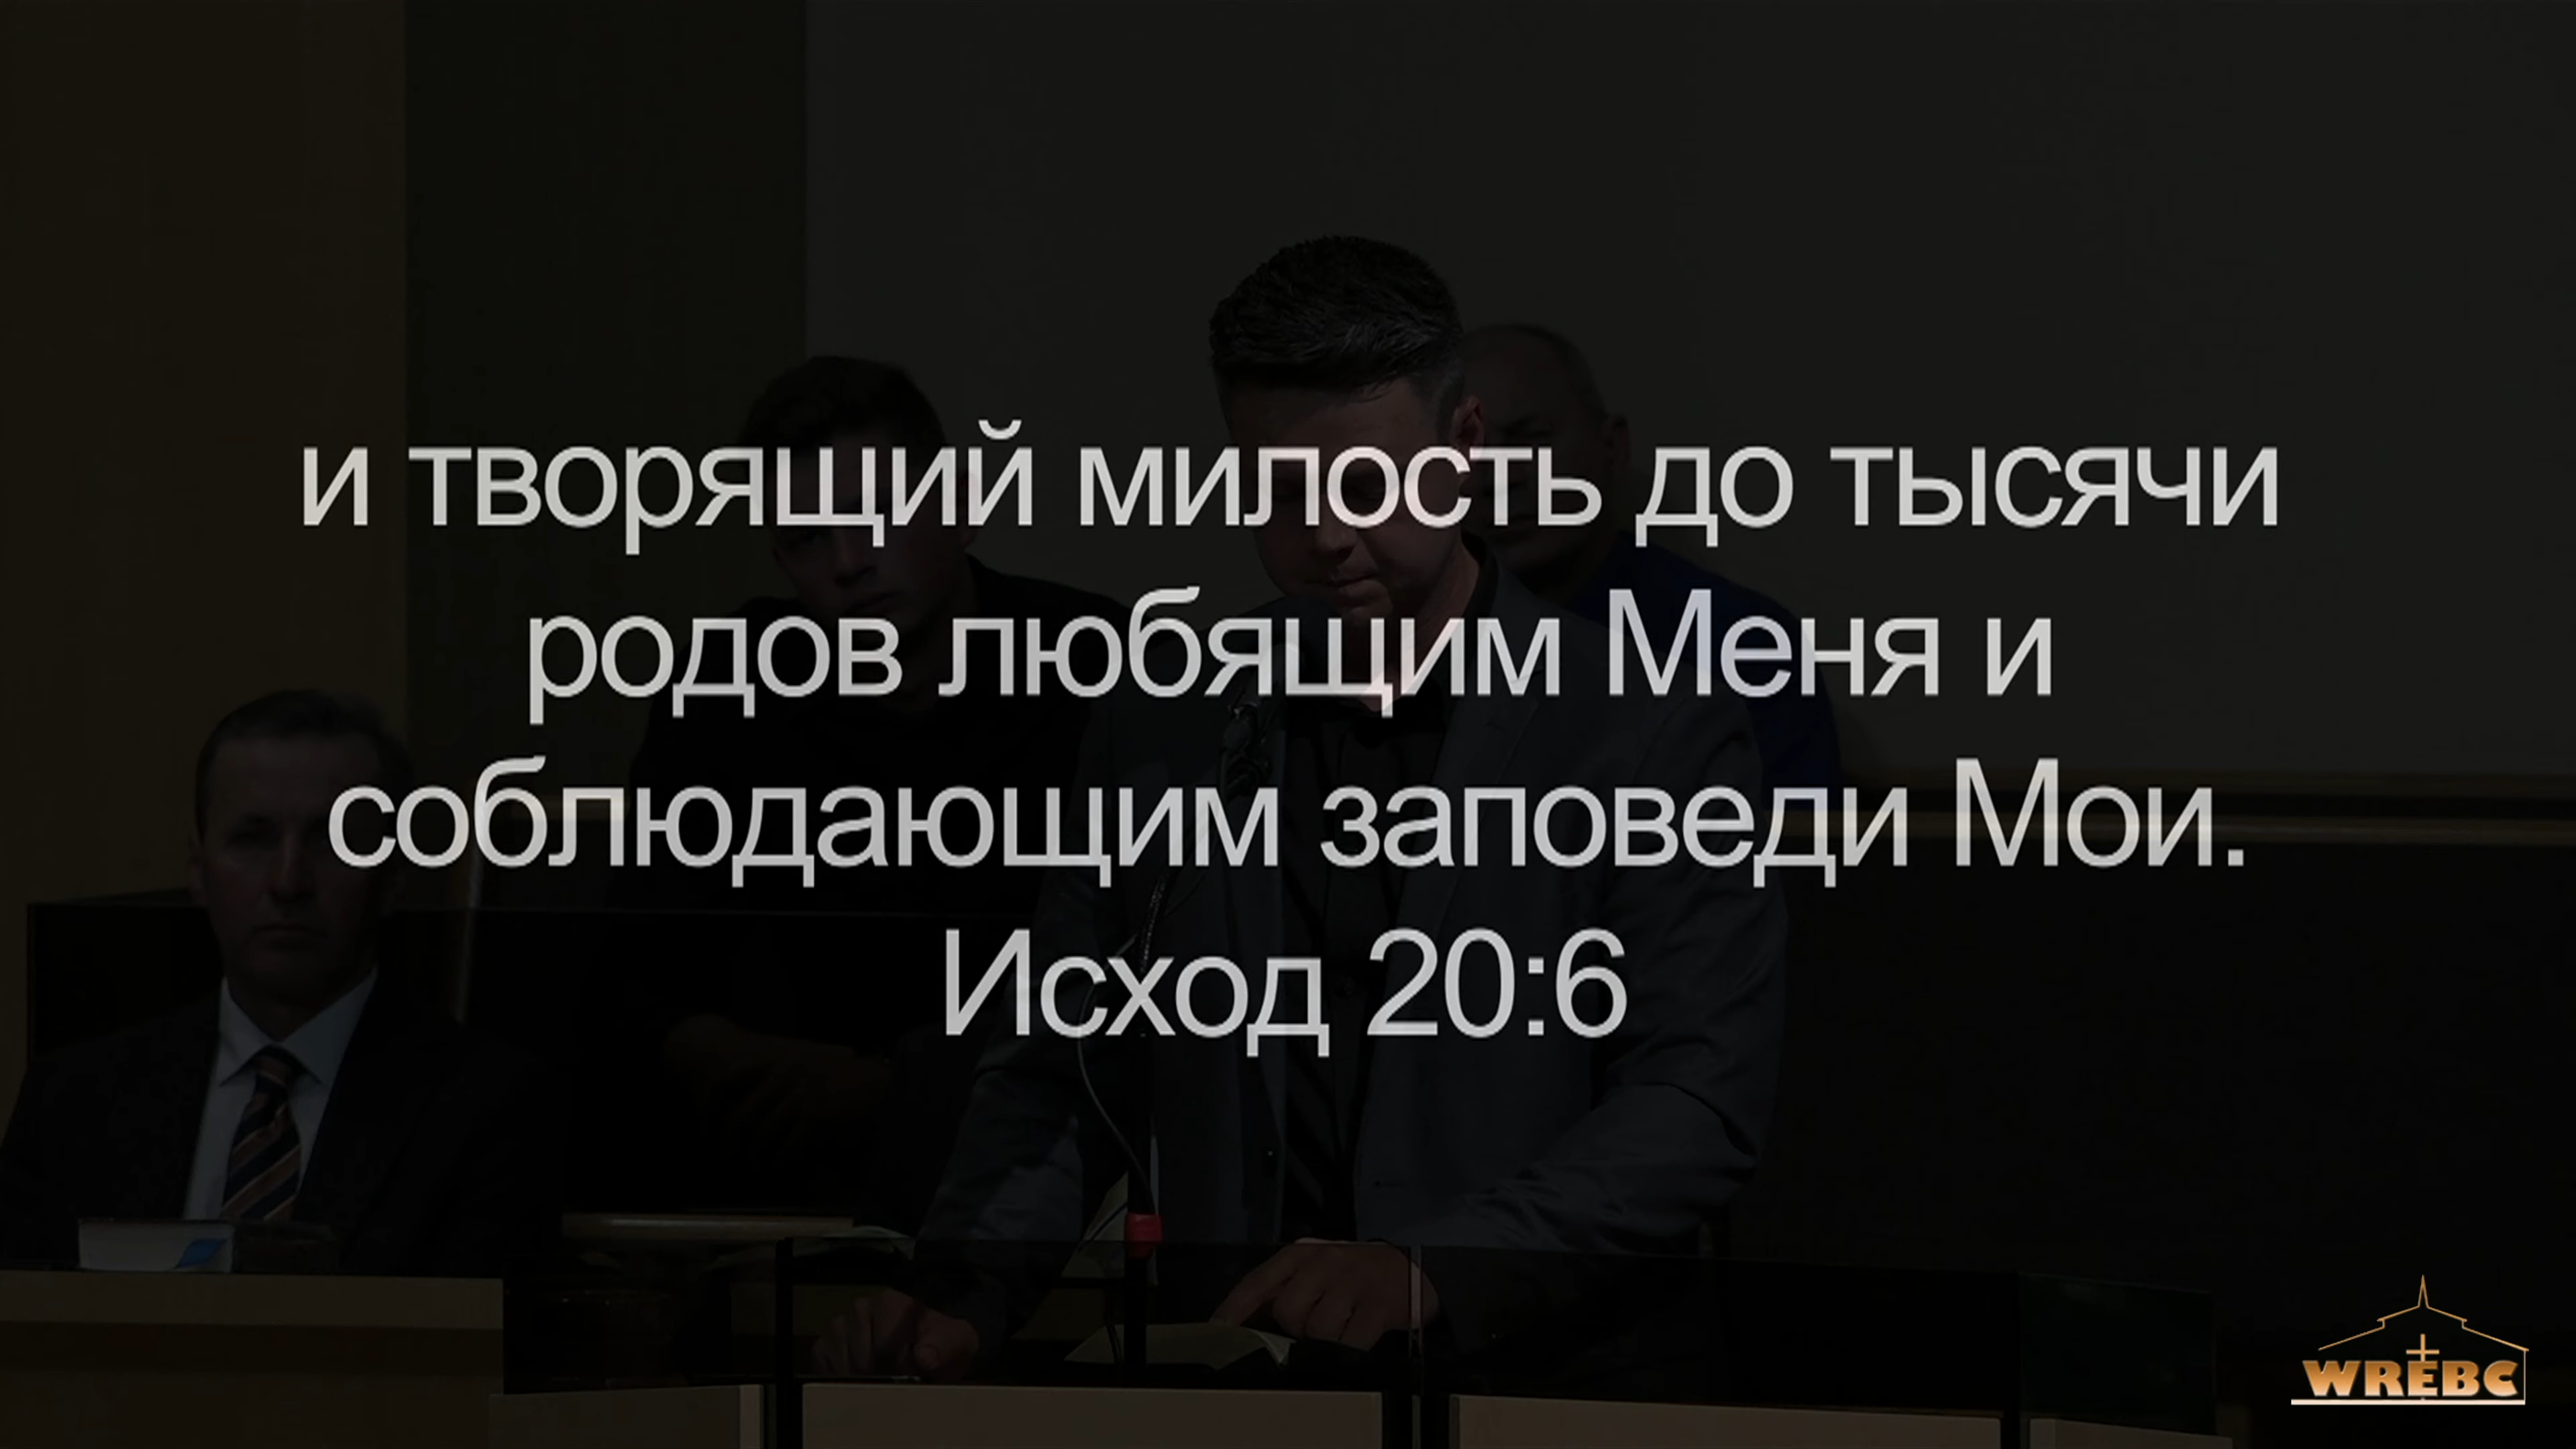 и творящий милость до тысячи
родов любящим Меня и
соблюдающим заповеди Мои.
Исход 20:6
WREBC